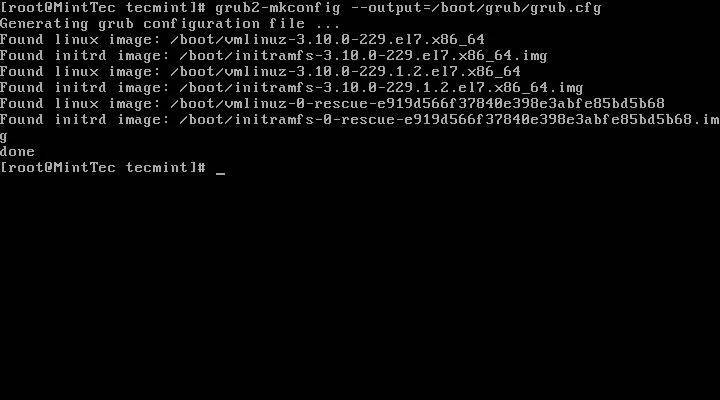 [root@MintTec tecmint]# grub2-mkconfig --output=/boot/grub/grub.cfg
Generating grub configuration file ...
Found linux image: /boot/vmlinuz-3.10.0-229.el7.x86_64
Found initrd image: /boot/initramfs-3.10.0-229.el7.x86_64.img
Found linux image: /boot/vmlinuz-3.10.0-229.1.2.el7.x86_64
Found initrd image: /boot/initramfs-3.10.0-229.1.2.el7.x86_64.img
Found linux image: /boot/vmlinuz-0-rescue-e919d566f37840e398e3abfe85bd5b68
Found initrd image: /boot/initramfs-0-rescue-e919d566f37840e398e3abfe85bd5b68.im
g
done
[root@MintTec tecmint]# _